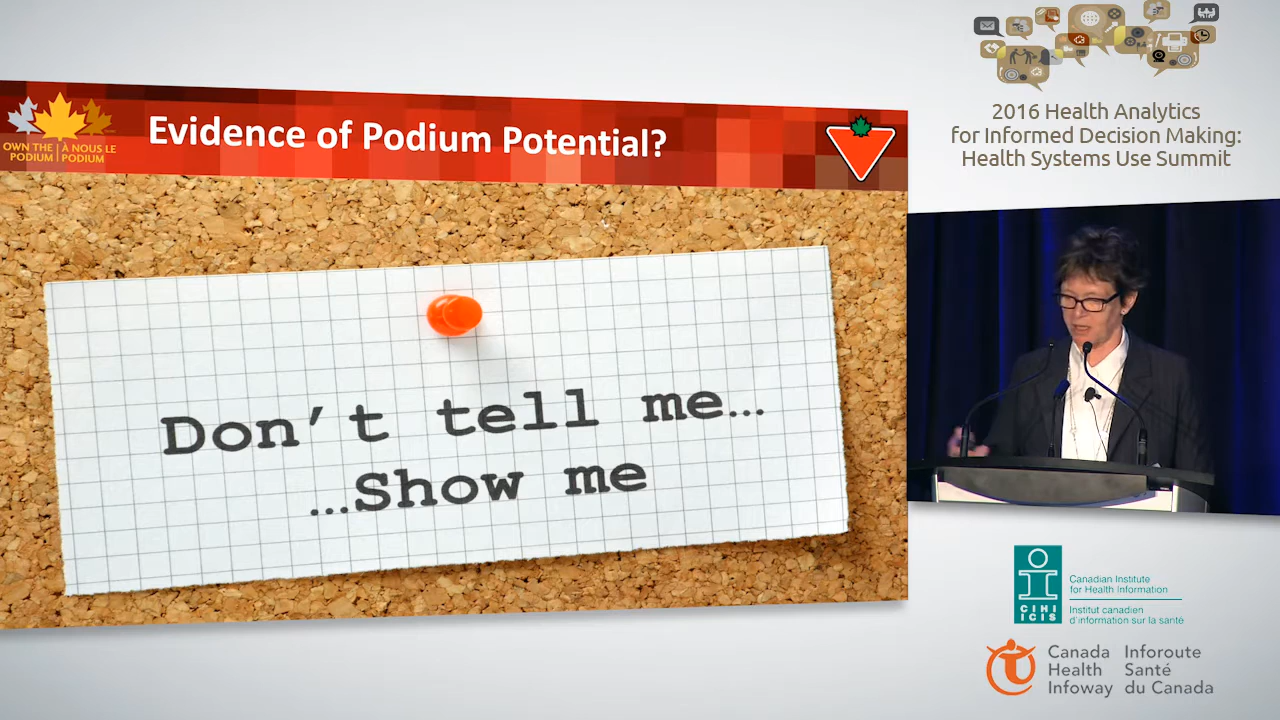 2016 Health Analytics
for Informed Decision Making:
Health Systems Use Summit
Evidence of Podium Potential?
OWN THE | À NOUS LE
PODIUM | PODIUM
Don't tell me...
...Show me
CIHI
ICIS
Canadian Institute
for Health Information
Institut canadien
d'information sur la santé
Canada
Health
Infoway
Inforoute
Santé
du Canada